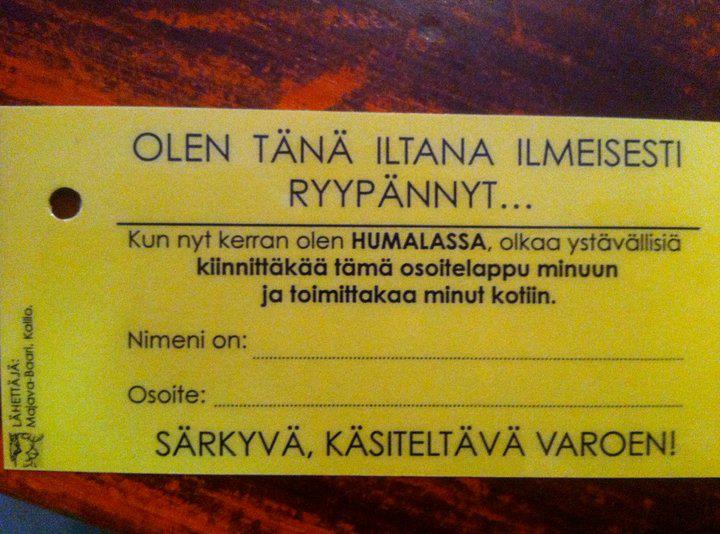 OLEN TÄNÄ ILTANA ILMEISESTI
RYYPÄNNYT...
Kun nyt kerran olen HUMALASSA, olkaa ystävällisiä
kiinnittäkää tämä osoitelappu minuun
ja toimittakaa minut kotiin.
Nimeni on:
Osoite:
SÄRKYVÄ, KÄSITELTÄVÄ VAROEN!
LÄHETTÄJÄ:
Majava-Baari, Kallio.